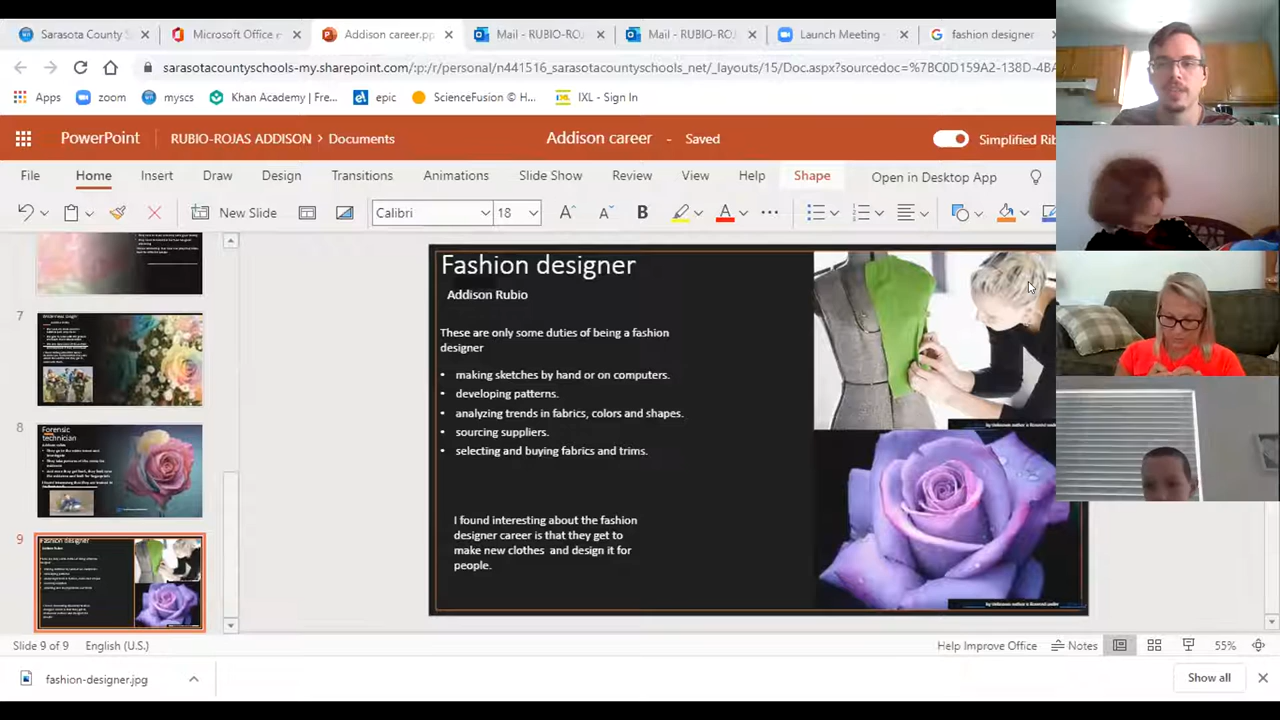 Sarasota County S
Microsoft Office
Addison career.pp
Mail - RUBIO-ROJ
Mail - RUBIO-ROJ
Launch Meeting -
fashion designer
sarasotacountyschools-my.sharepoint.com/:p:/r/personal/441516_sarasotacountyschools_net/_layouts/15/Doc.aspx?sourcedoc=%7BC0D159A2-138D-4BA
Apps
zoom
myscs
Khan Academy | Fre...
epic
ScienceFusion © H...
IXL - Sign In
PowerPoint
RUBIO-ROJAS ADDISON > Documents
Addison career - Saved
Simplified Rib
File
Home
Insert
Draw
Design
Transitions
Animations
Slide Show
Review
View
Help
Shape
Open in Desktop App
New Slide
Calibri
18
7
8
Forensic
technician
9
Fashion designer
Addison Rubio
These are only some duties of being a fashion
designer
• making sketches by hand or on computers.
• developing patterns.
• analyzing trends in fabrics, colors and shapes.
• sourcing suppliers.
• selecting and buying fabrics and trims.
I found interesting about the fashion
designer career is that they get to
make new clothes and design it for
people.
Slide 9 of 9
English (U.S.)
Help Improve Office
Notes
55%
fashion-designer.jpg
Show all